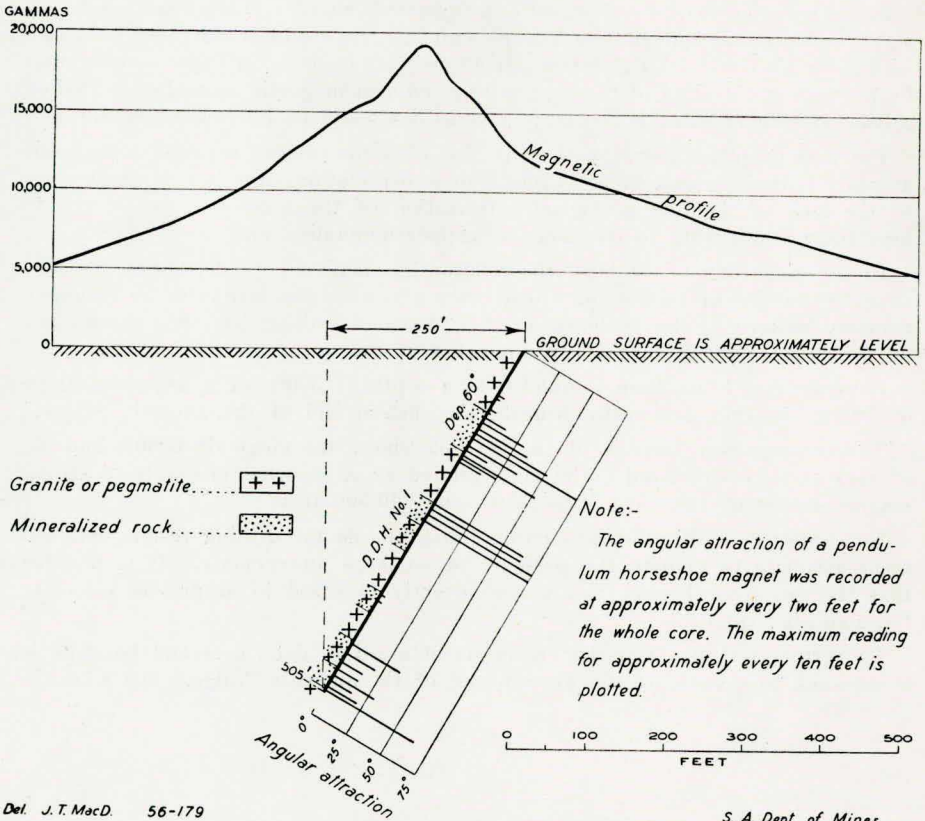 GAMMAS
20,000
15,000
10,000
5,000
0
Magnetic
profile
250'
GROUND SURFACE IS APPROXIMATELY LEVEL
Dep. 60°
D.D.H. No. 1
505'
Granite or pegmatite
Mineralized rock
Note:-
The angular attraction of a pendu-
lum horseshoe magnet was recorded
at approximately every two feet for
the whole core. The maximum reading
for approximately every ten feet is
plotted.
0° 25° 50° 75°
Angular attraction
0 100 200 300 400 500
FEET
Del. J.T. MacD. 56-179
S.A. Dept. of Mines